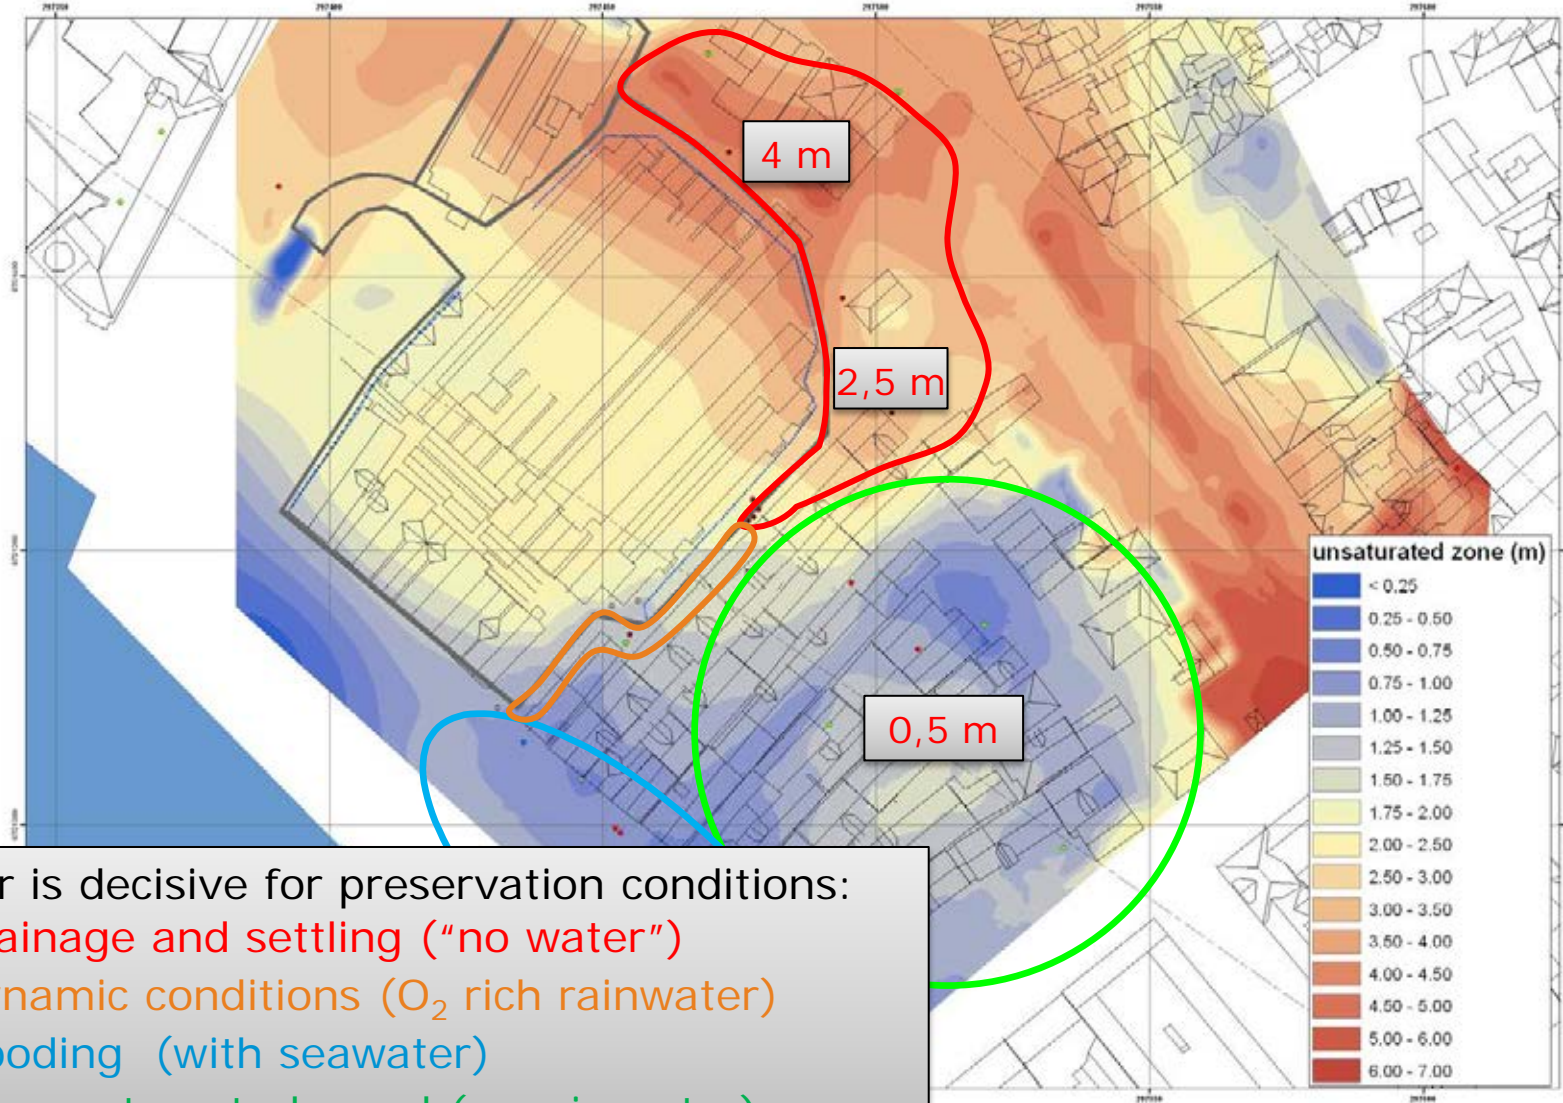 4 m
2,5 m
0,5 m
unsaturated zone (m)
< 0.25
0.25 - 0.50
0.50 - 0.75
0.75 - 1.00
1.00 - 1.25
1.25 - 1.50
1.50 - 1.75
1.75 - 2.00
2.00 - 2.50
2.50 - 3.00
3.00 - 3.50
3.50 - 4.00
4.00 - 4.50
4.50 - 5.00
5.00 - 6.00
6.00 - 7.00
r is decisive for preservation conditions:
ainage and settling (“no water”)
namic conditions (O₂ rich rainwater)
ooding (with seawater)